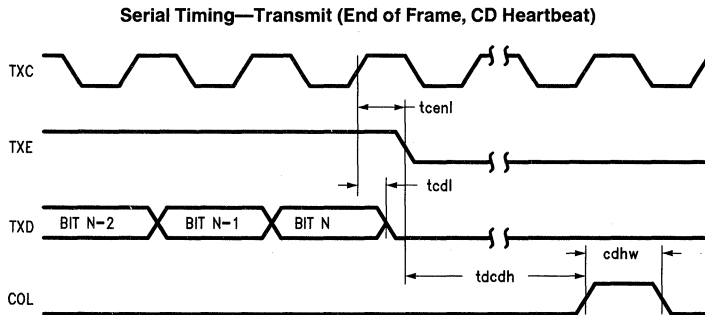 Serial Timing—Transmit (End of Frame, CD Heartbeat)
TXC
tcenl
TXE
tcdl
TXD
BIT N-2
BIT N-1
BIT N
cdhw
tdcdh
COL